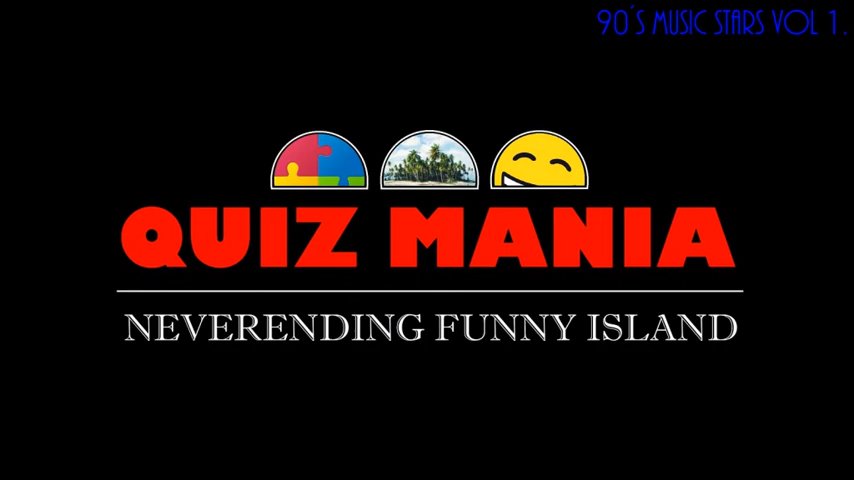 90´S MUSIC STARS VOL 1.
QUIZ MANIA
NEVERENDING FUNNY ISLAND